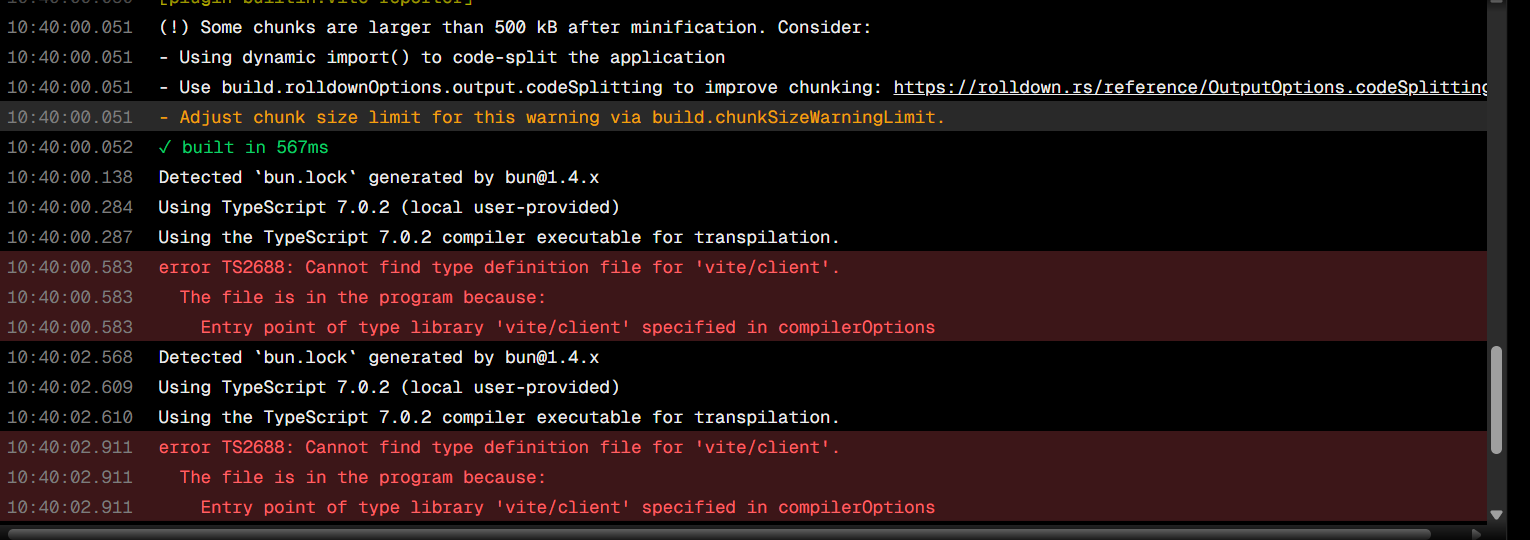 [plugin builtin:vite-reporter]
10:40:00.051 (!) Some chunks are larger than 500 kB after minification. Consider:
10:40:00.051 - Using dynamic import() to code-split the application
10:40:00.051 - Use build.rolldownOptions.output.codeSplitting to improve chunking: https://rolldown.rs/reference/OutputOptions.codeSplitting
10:40:00.051 - Adjust chunk size limit for this warning via build.chunkSizeWarningLimit.
10:40:00.052 ✓ built in 567ms
10:40:00.138 Detected `bun.lock` generated by bun@1.4.x
10:40:00.284 Using TypeScript 7.0.2 (local user-provided)
10:40:00.287 Using the TypeScript 7.0.2 compiler executable for transpilation.
10:40:00.583 error TS2688: Cannot find type definition file for 'vite/client'.
10:40:00.583 The file is in the program because:
10:40:00.583 Entry point of type library 'vite/client' specified in compilerOptions
10:40:02.568 Detected `bun.lock` generated by bun@1.4.x
10:40:02.609 Using TypeScript 7.0.2 (local user-provided)
10:40:02.610 Using the TypeScript 7.0.2 compiler executable for transpilation.
10:40:02.911 error TS2688: Cannot find type definition file for 'vite/client'.
10:40:02.911 The file is in the program because:
10:40:02.911 Entry point of type library 'vite/client' specified in compilerOptions